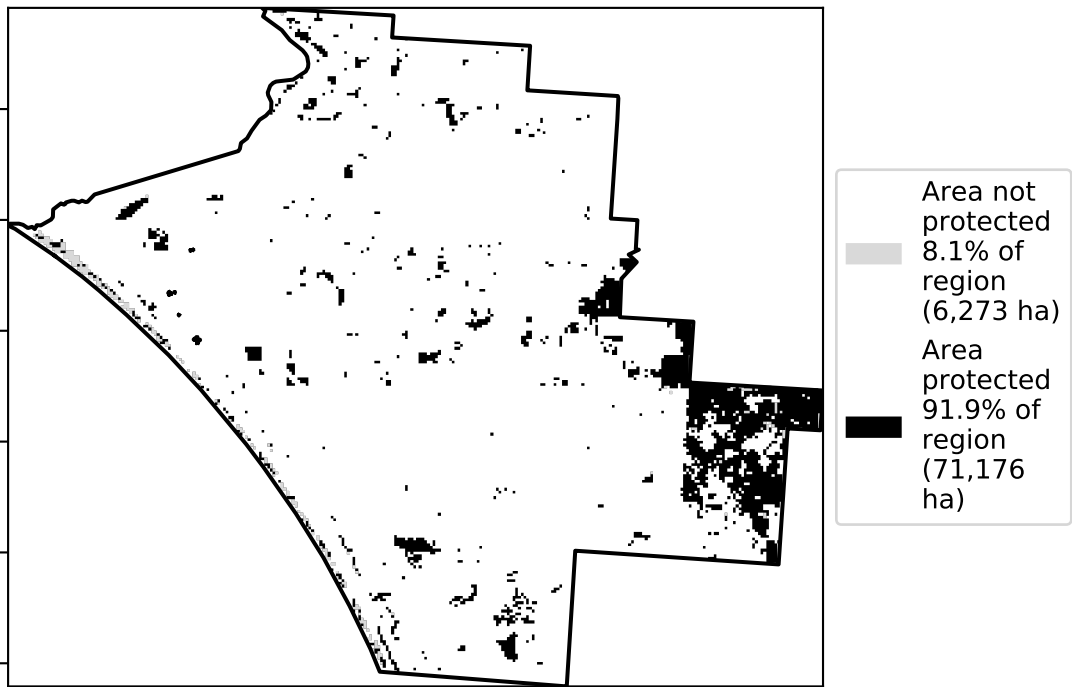 Area not
protected
8.1% of
region
(6,273 ha)
Area
protected
91.9% of
region
(71,176
ha)